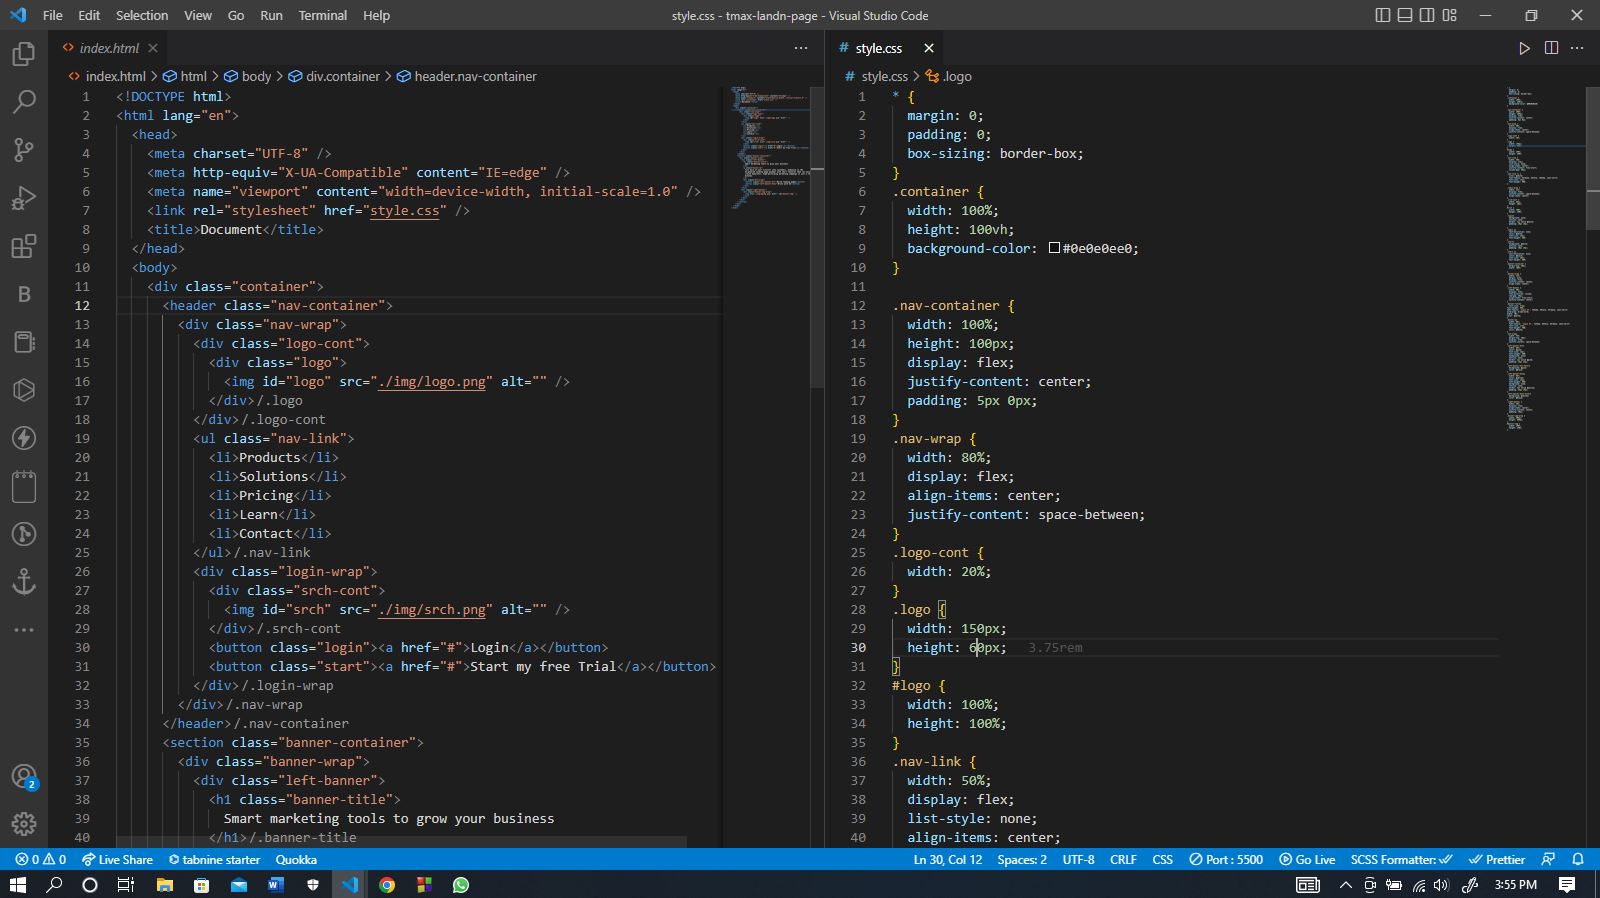 File Edit Selection View Go Run Terminal Help
style.css - tmax-landn-page - Visual Studio Code
index.html
index.html > html > body > div.container > header.nav-container
1 <!DOCTYPE html>
2 <html lang="en">
3 <head>
4 <meta charset="UTF-8" />
5 <meta http-equiv="X-UA-Compatible" content="IE=edge" />
6 <meta name="viewport" content="width=device-width, initial-scale=1.0" />
7 <link rel="stylesheet" href="style.css" />
8 <title>Document</title>
9 </head>
10 <body>
11 <div class="container">
12 <header class="nav-container">
13 <div class="nav-wrap">
14 <div class="logo-cont">
15 <div class="logo">
16 <img id="logo" src="./img/logo.png" alt="" />
17 </div>/.logo
18 </div>/.logo-cont
19 <ul class="nav-link">
20 <li>Products</li>
21 <li>Solutions</li>
22 <li>Pricing</li>
23 <li>Learn</li>
24 <li>Contact</li>
25 </ul>/.nav-link
26 <div class="login-wrap">
27 <div class="srch-cont">
28 <img id="srch" src="./img/srch.png" alt="" />
29 </div>/.srch-cont
30 <button class="login"><a href="#">Login</a></button>
31 <button class="start"><a href="#">Start my free Trial</a></button>
32 </div>/.login-wrap
33 </div>/.nav-wrap
34 </header>/.nav-container
35 <section class="banner-container">
36 <div class="banner-wrap">
37 <div class="left-banner">
38 <h1 class="banner-title">
39 Smart marketing tools to grow your business
40 </h1>/.banner-title
# style.css
# style.css > .logo
1 * {
2 margin: 0;
3 padding: 0;
4 box-sizing: border-box;
5 }
6 .container {
7 width: 100%;
8 height: 100vh;
9 background-color: #0e0e0ee0;
10 }
11
12 .nav-container {
13 width: 100%;
14 height: 100px;
15 display: flex;
16 justify-content: center;
17 padding: 5px 0px;
18 }
19 .nav-wrap {
20 width: 80%;
21 display: flex;
22 align-items: center;
23 justify-content: space-between;
24 }
25 .logo-cont {
26 width: 20%;
27 }
28 .logo {
29 width: 150px;
30 height: 60px; 3.75rem
31 }
32 #logo {
33 width: 100%;
34 height: 100%;
35 }
36 .nav-link {
37 width: 50%;
38 display: flex;
39 list-style: none;
40 align-items: center;
B
2
0 0 Live Share tabnine starter Quokka Ln 30, Col 12 Spaces: 2 UTF-8 CRLF CSS Port : 5500 Go Live SCSS Formatter: Prettier
3:55 PM